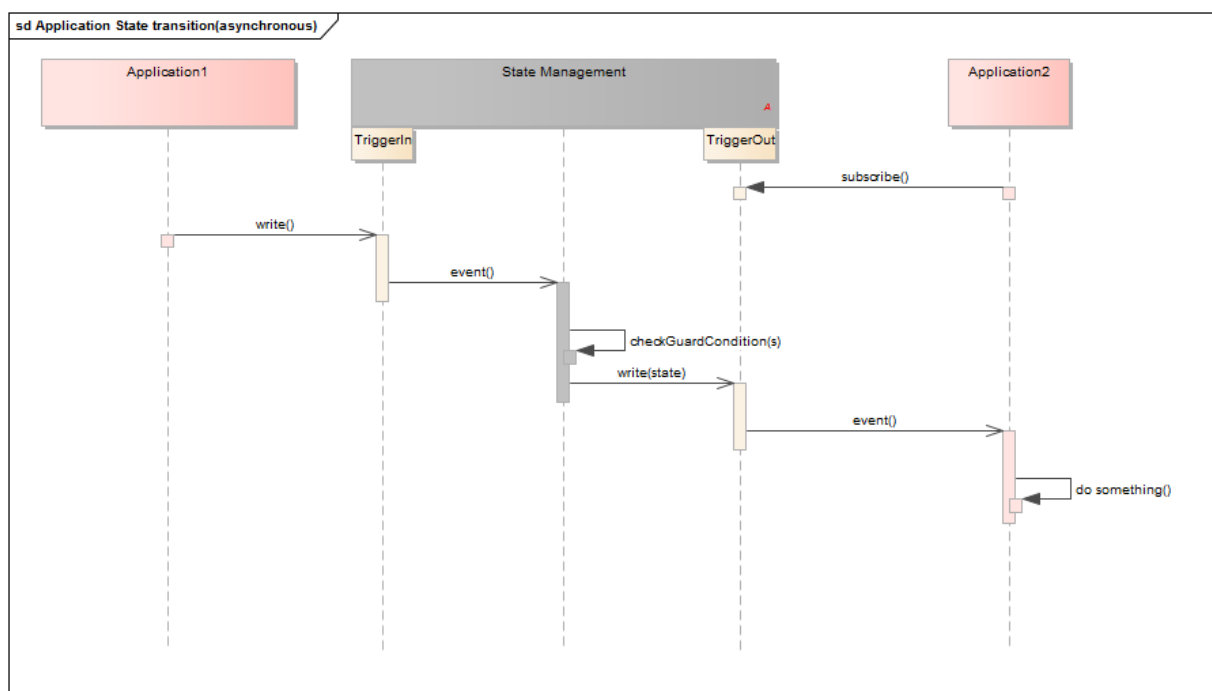 sd Application State transition(asynchronous)
Application1
State Management
Application2
A
TriggerIn
TriggerOut
subscribe()
write()
event()
checkGuardCondition(s)
write(state)
event()
do something()